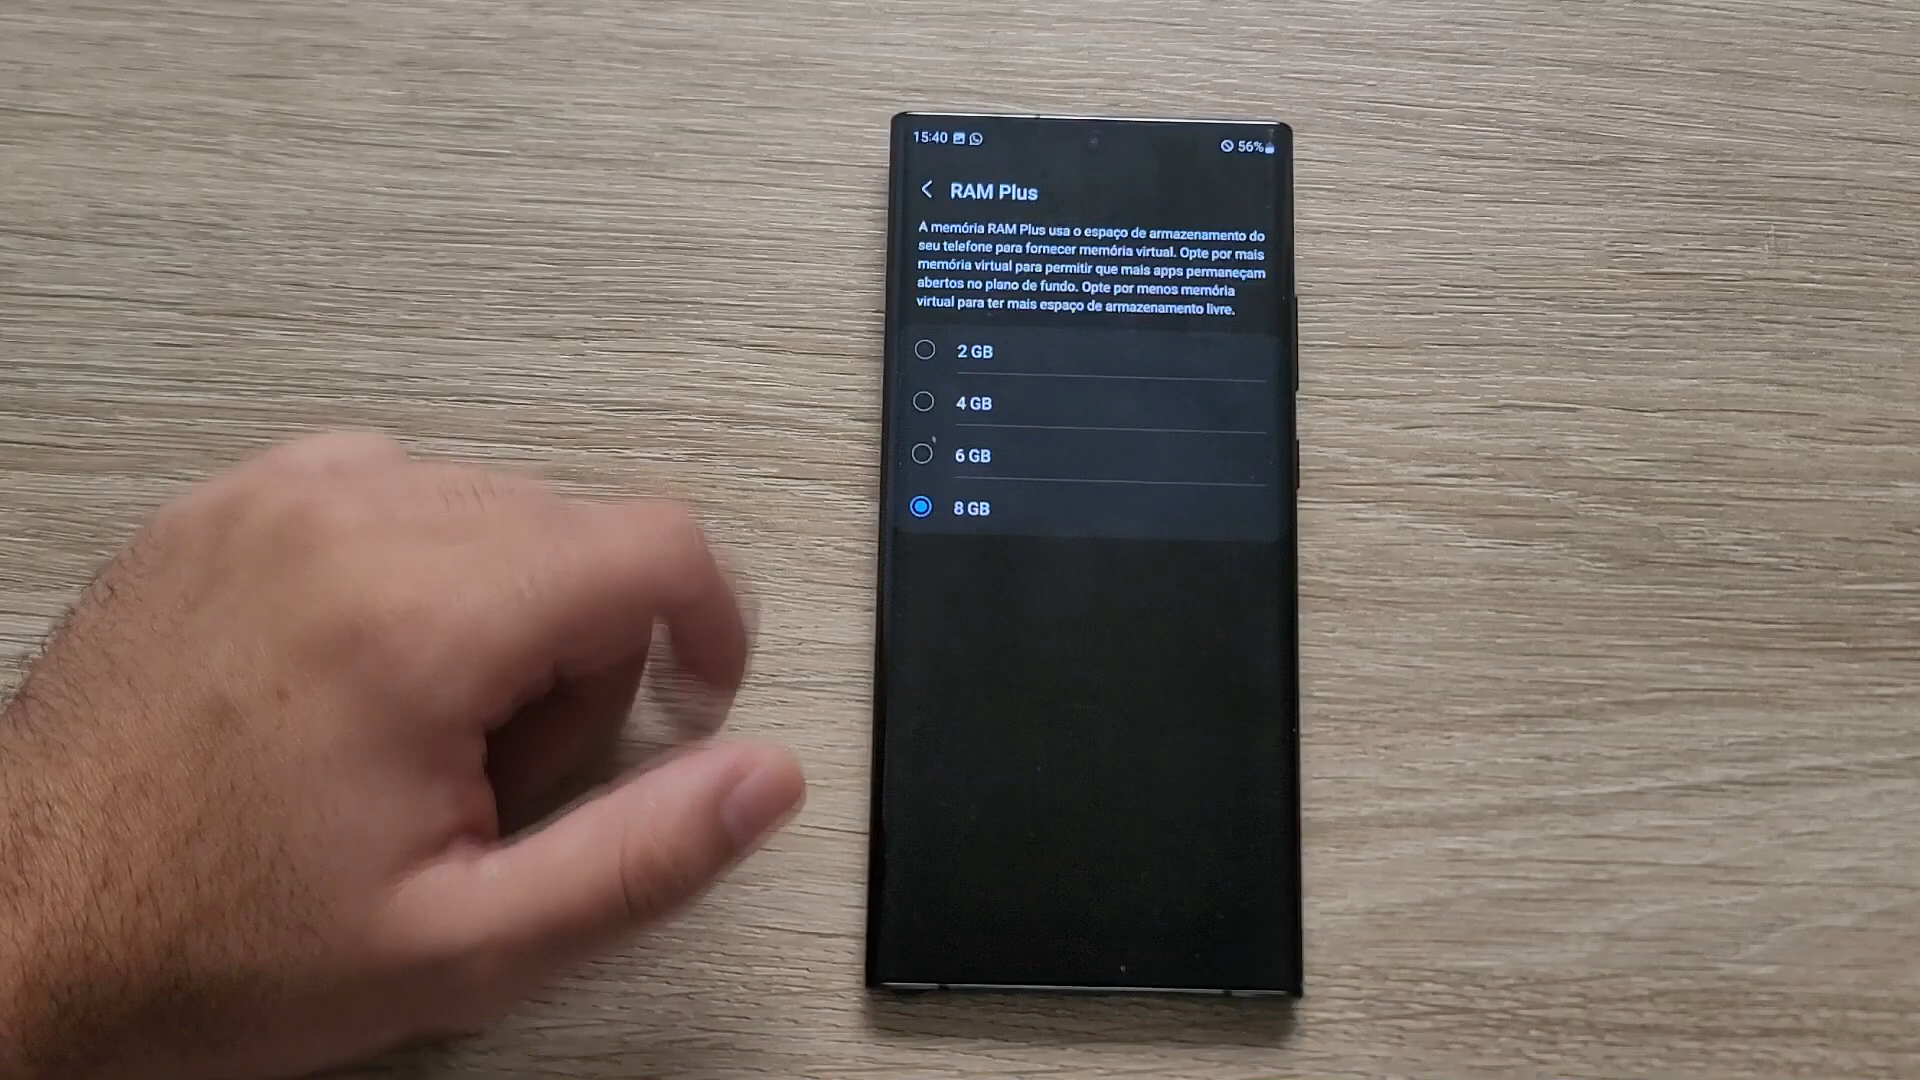 15:40
56%
RAM Plus
A memória RAM Plus usa o espaço de armazenamento do
seu telefone para fornecer memória virtual. Opte por mais
memória virtual para permitir que mais apps permaneçam
abertos no plano de fundo. Opte por menos memória
virtual para ter mais espaço de armazenamento livre.
2 GB
4 GB
6 GB
8 GB